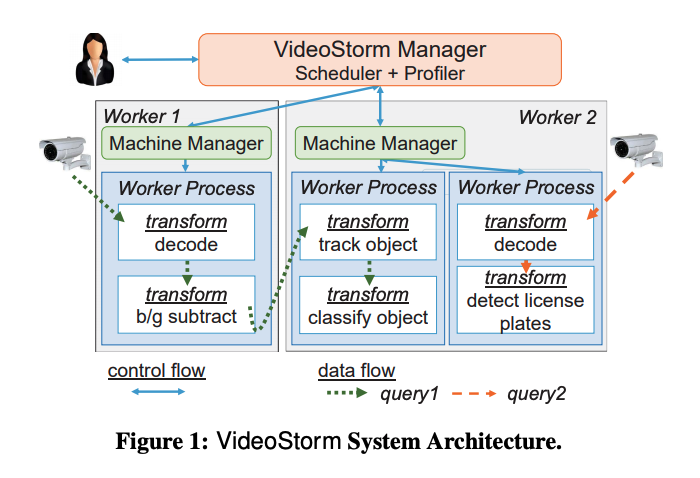 VideoStorm Manager
Scheduler + Profiler
Worker 1
Worker 2
Machine Manager
Machine Manager
Worker Process
transform
decode
transform
b/g subtract
Worker Process
transform
track object
transform
classify object
Worker Process
transform
decode
transform
detect license
plates
control flow
data flow
query1
query2
Figure 1: VideoStorm System Architecture.